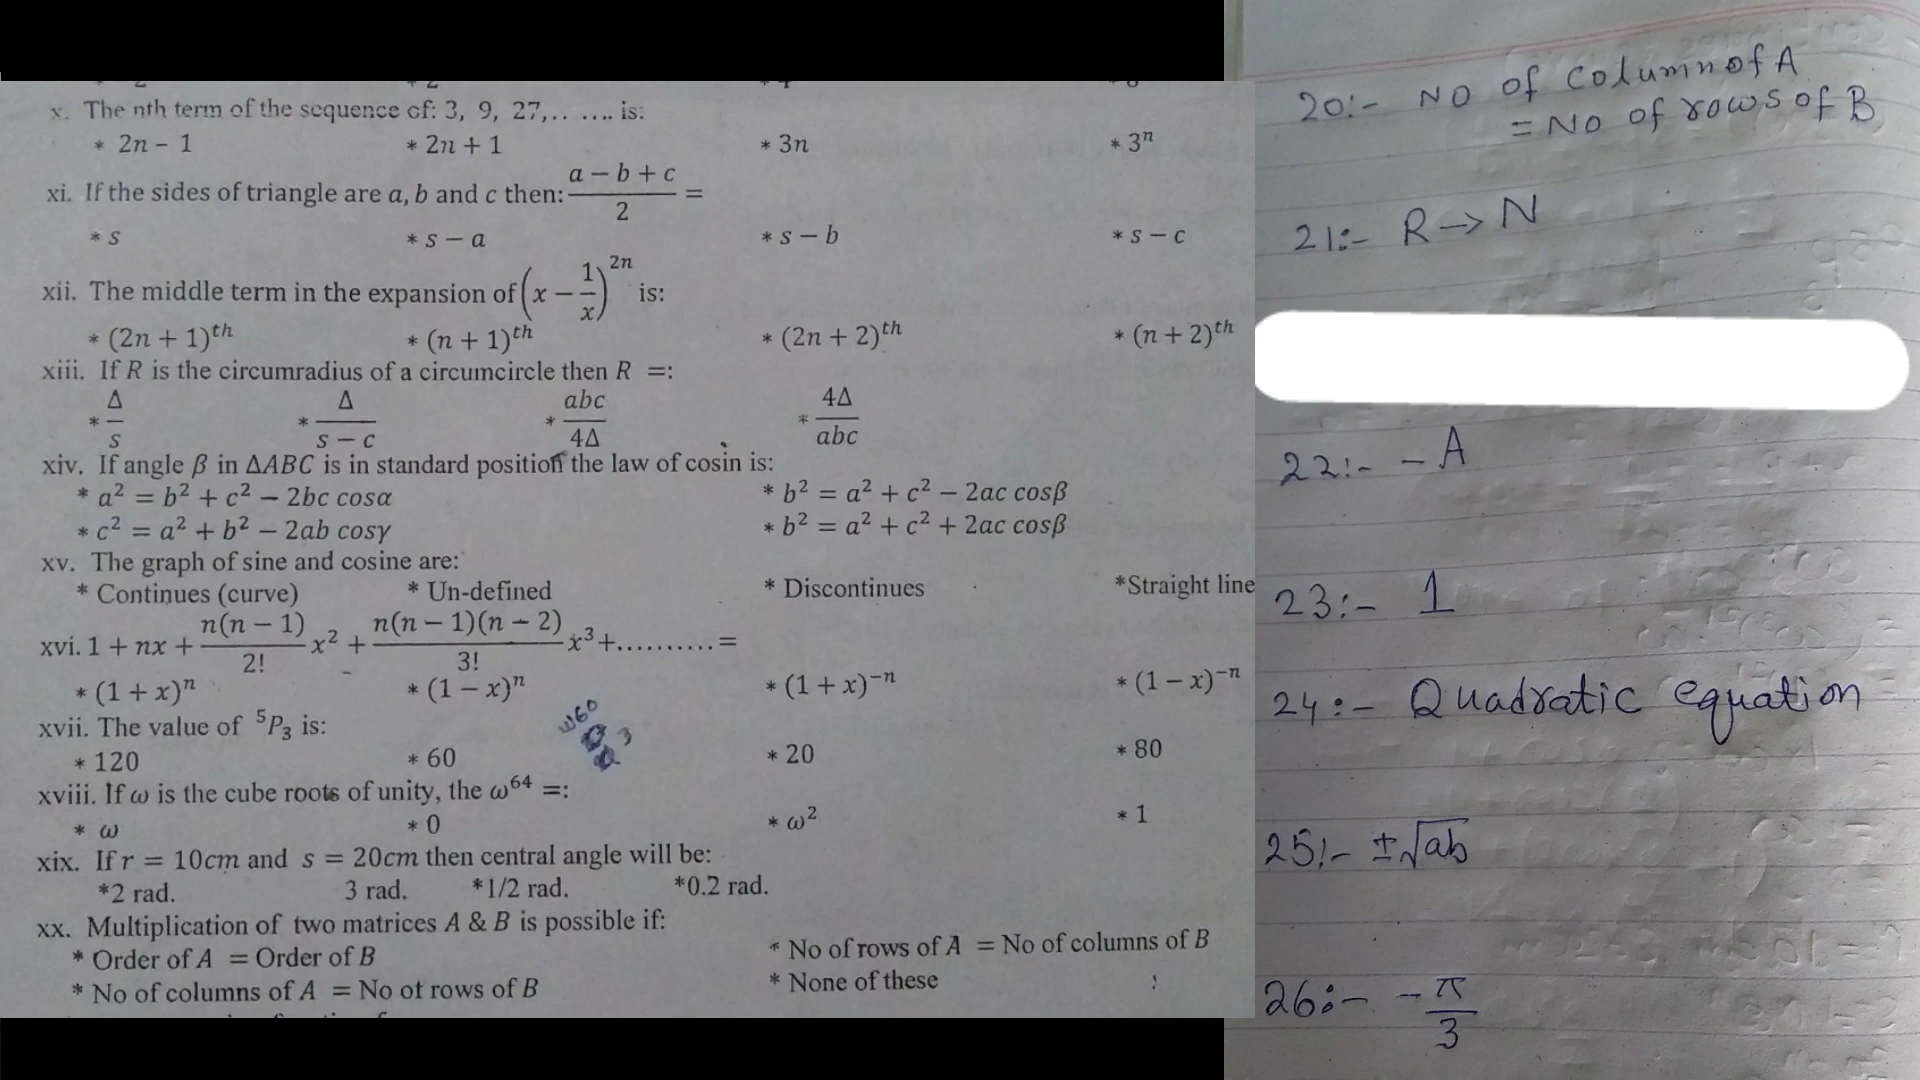 x. The nth term of the sequence of: 3, 9, 27,.. .... is:
* 2n − 1 * 2n + 1 * 3n * 3ⁿ
xi. If the sides of triangle are a, b and c then: (a − b + c)/2 =
* s * s − a * s − b * s − c
xii. The middle term in the expansion of (x − 1/x)²ⁿ is:
* (2n + 1)ᵗʰ * (n + 1)ᵗʰ * (2n + 2)ᵗʰ * (n + 2)ᵗʰ
xiii. If R is the circumradius of a circumcircle then R =:
* Δ/s * Δ/(s − c) * abc/4Δ * 4Δ/abc
xiv. If angle β in ΔABC is in standard position the law of cosin is:
* a² = b² + c² − 2bc cosα * b² = a² + c² − 2ac cosβ
* c² = a² + b² − 2ab cosγ * b² = a² + c² + 2ac cosβ
xv. The graph of sine and cosine are:
* Continues (curve) * Un-defined * Discontinues *Straight line
xvi. 1 + nx + n(n − 1)/2! x² + n(n − 1)(n − 2)/3! x³+.......... =
* (1 + x)ⁿ * (1 − x)ⁿ * (1 + x)⁻ⁿ * (1 − x)⁻ⁿ
xvii. The value of ⁵P₃ is:
* 120 * 60 * 20 * 80
xviii. If ω is the cube roots of unity, the ω⁶⁴ =:
* ω * 0 * ω² * 1
xix. If r = 10cm and s = 20cm then central angle will be:
*2 rad. 3 rad. *1/2 rad. *0.2 rad.
xx. Multiplication of two matrices A & B is possible if:
* Order of A = Order of B * No of rows of A = No of columns of B
* No of columns of A = No of rows of B * None of these
20:- NO of column of A
= NO of rows of B
21:- R → N
22:- - A
23:- 1
24:- Quadratic equation
25:- ±√ab
26:- -π/3